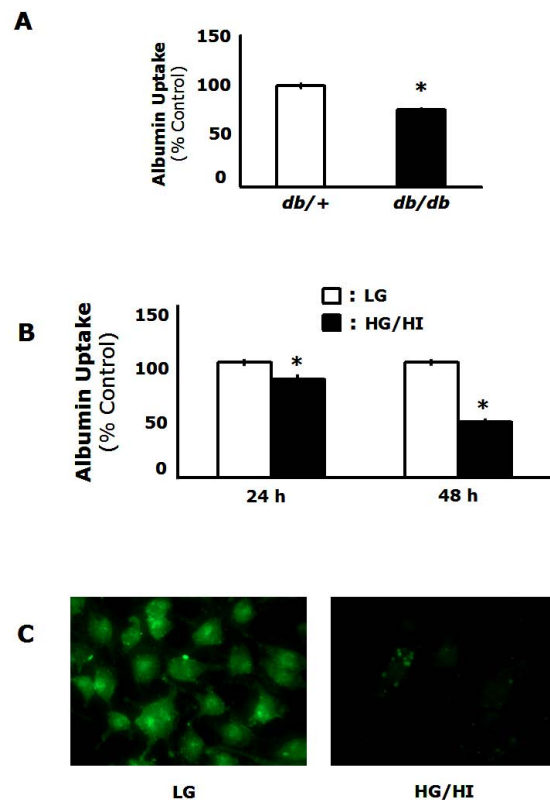 A
Albumin Uptake
(% Control)
150
100
50
0
*
db/+
db/db
B
Albumin Uptake
(% Control)
: LG
: HG/HI
150
100
50
0
*
*
24 h
48 h
C
LG
HG/HI